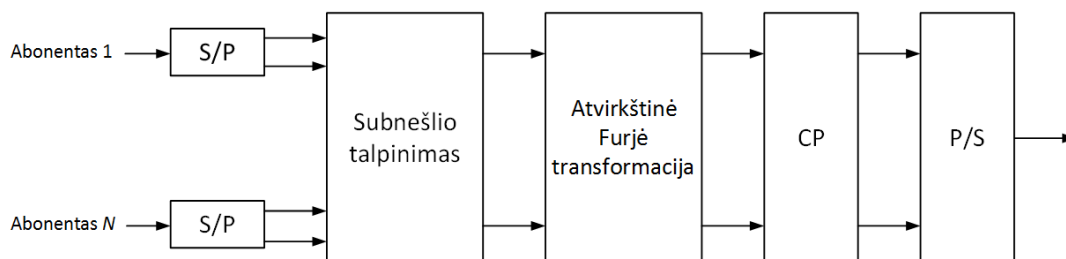 Abonentas 1
S/P
Subnešlio
talpinimas
Atvirkštinė
Furjė
transformacija
CP
P/S
Abonentas N
S/P